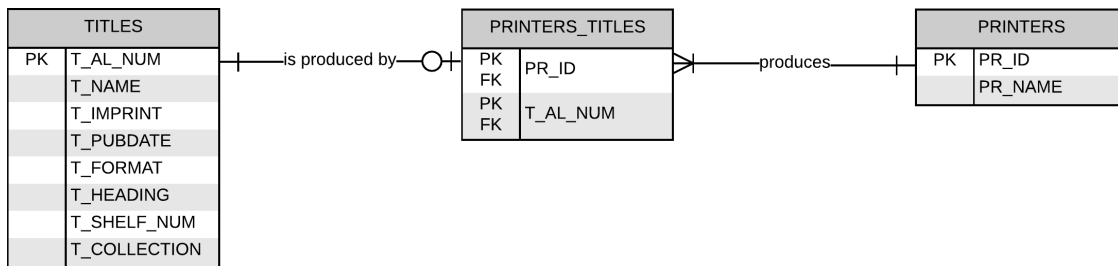 TITLES
PK T_AL_NUM
T_NAME
T_IMPRINT
T_PUBDATE
T_FORMAT
T_HEADING
T_SHELF_NUM
T_COLLECTION
is produced by
PRINTERS_TITLES
PK
FK
PR_ID
PK
FK
T_AL_NUM
produces
PRINTERS
PK PR_ID
PR_NAME